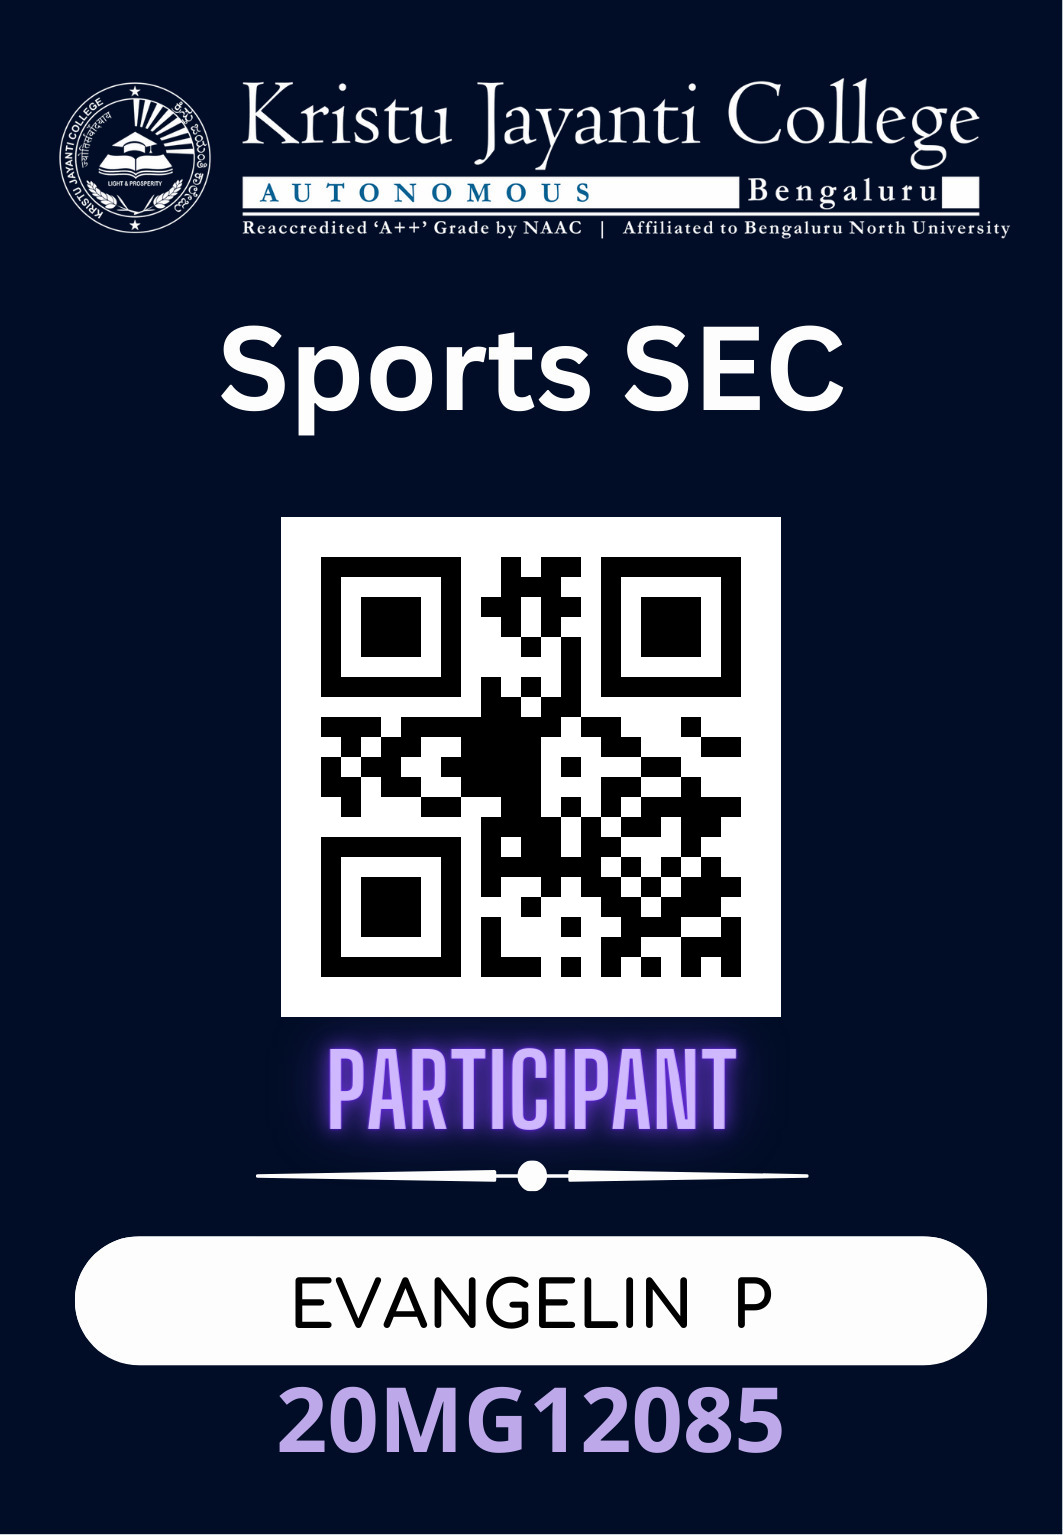 Kristu Jayanti College
AUTONOMOUS Bengaluru
Reaccredited 'A++' Grade by NAAC | Affiliated to Bengaluru North University
KRISTU JAYANTI COLLEGE
LIGHT & PROSPERITY
Sports SEC
PARTICIPANT
EVANGELIN P
20MG12085